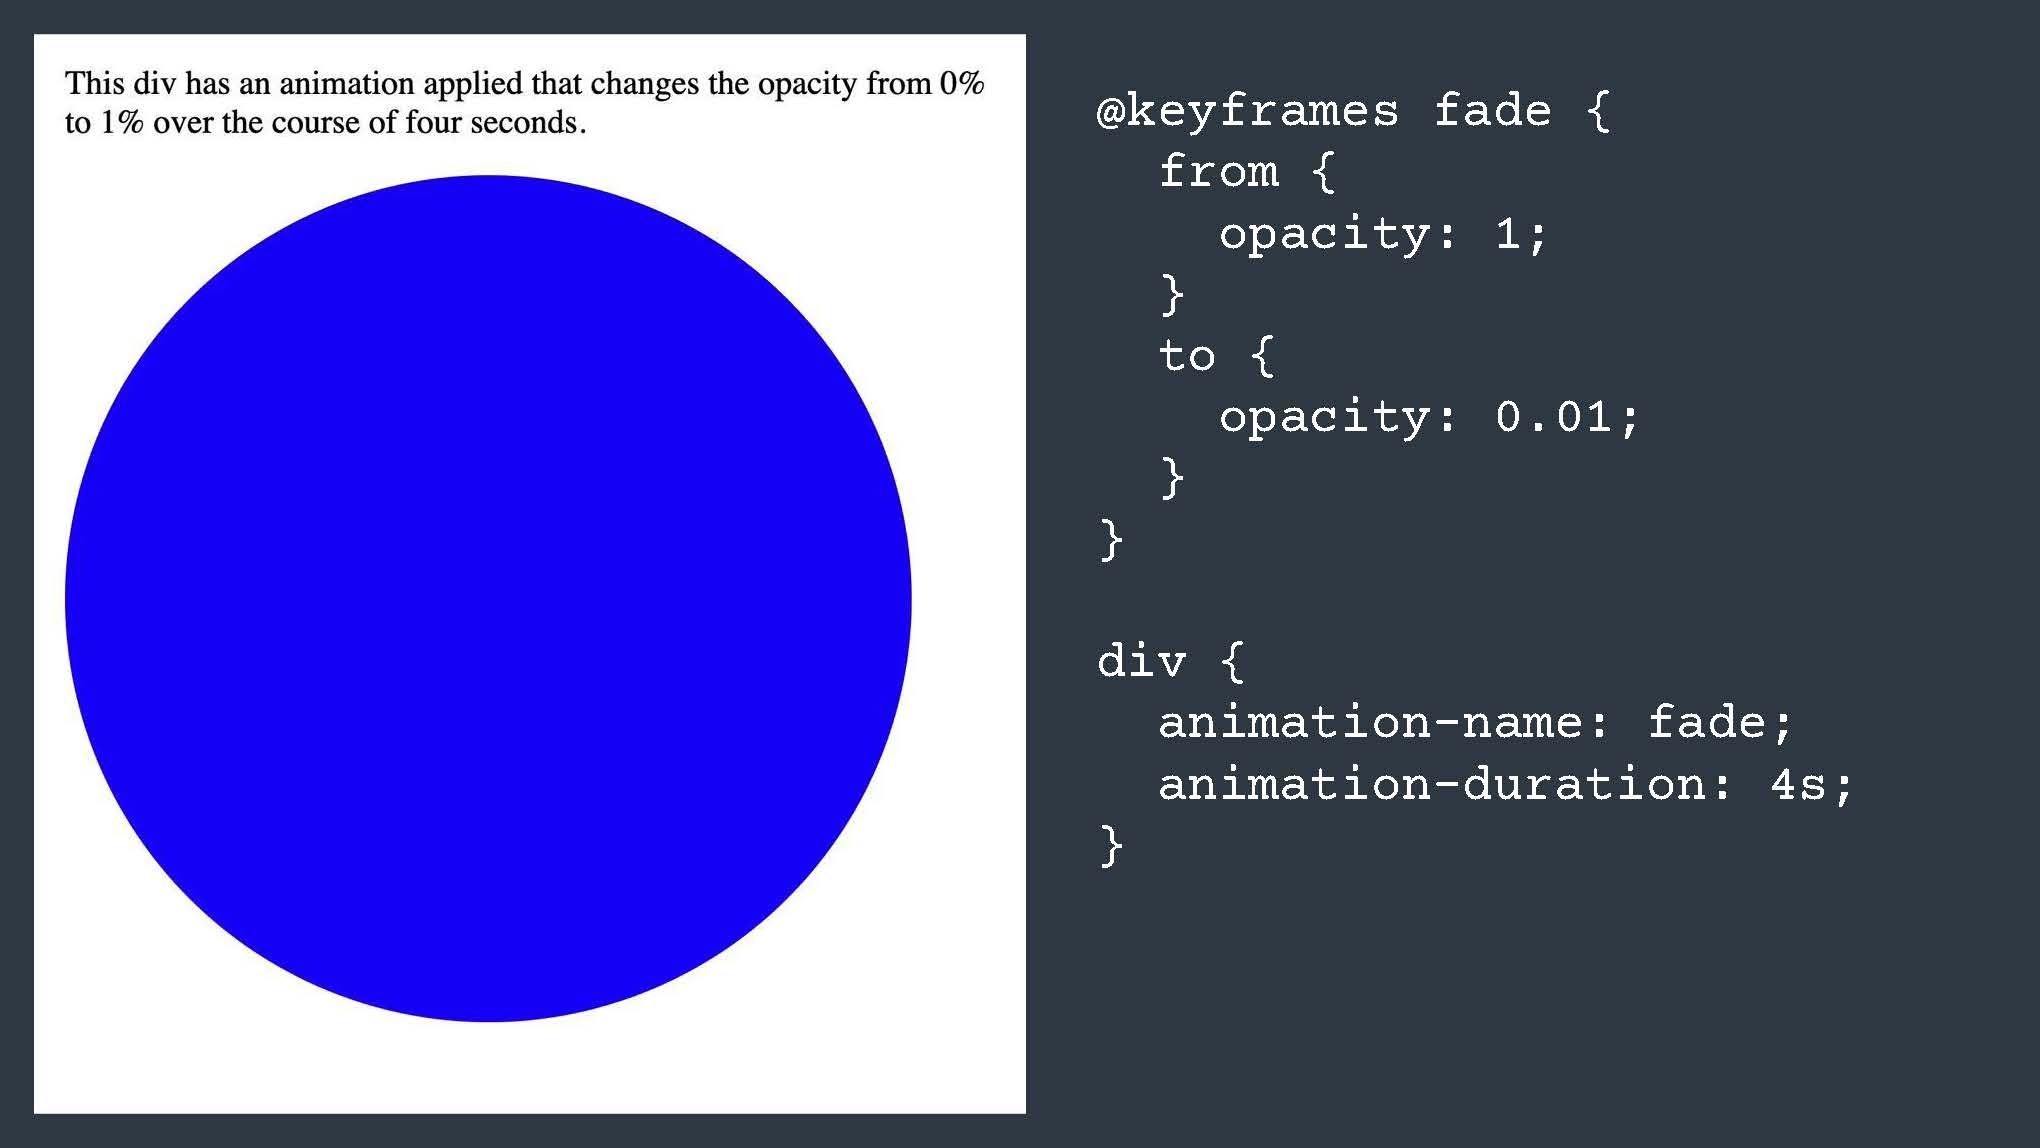 This div has an animation applied that changes the opacity from 0%
to 1% over the course of four seconds.
@keyframes fade {
  from {
    opacity: 1;
  }
  to {
    opacity: 0.01;
  }
}

div {
  animation-name: fade;
  animation-duration: 4s;
}